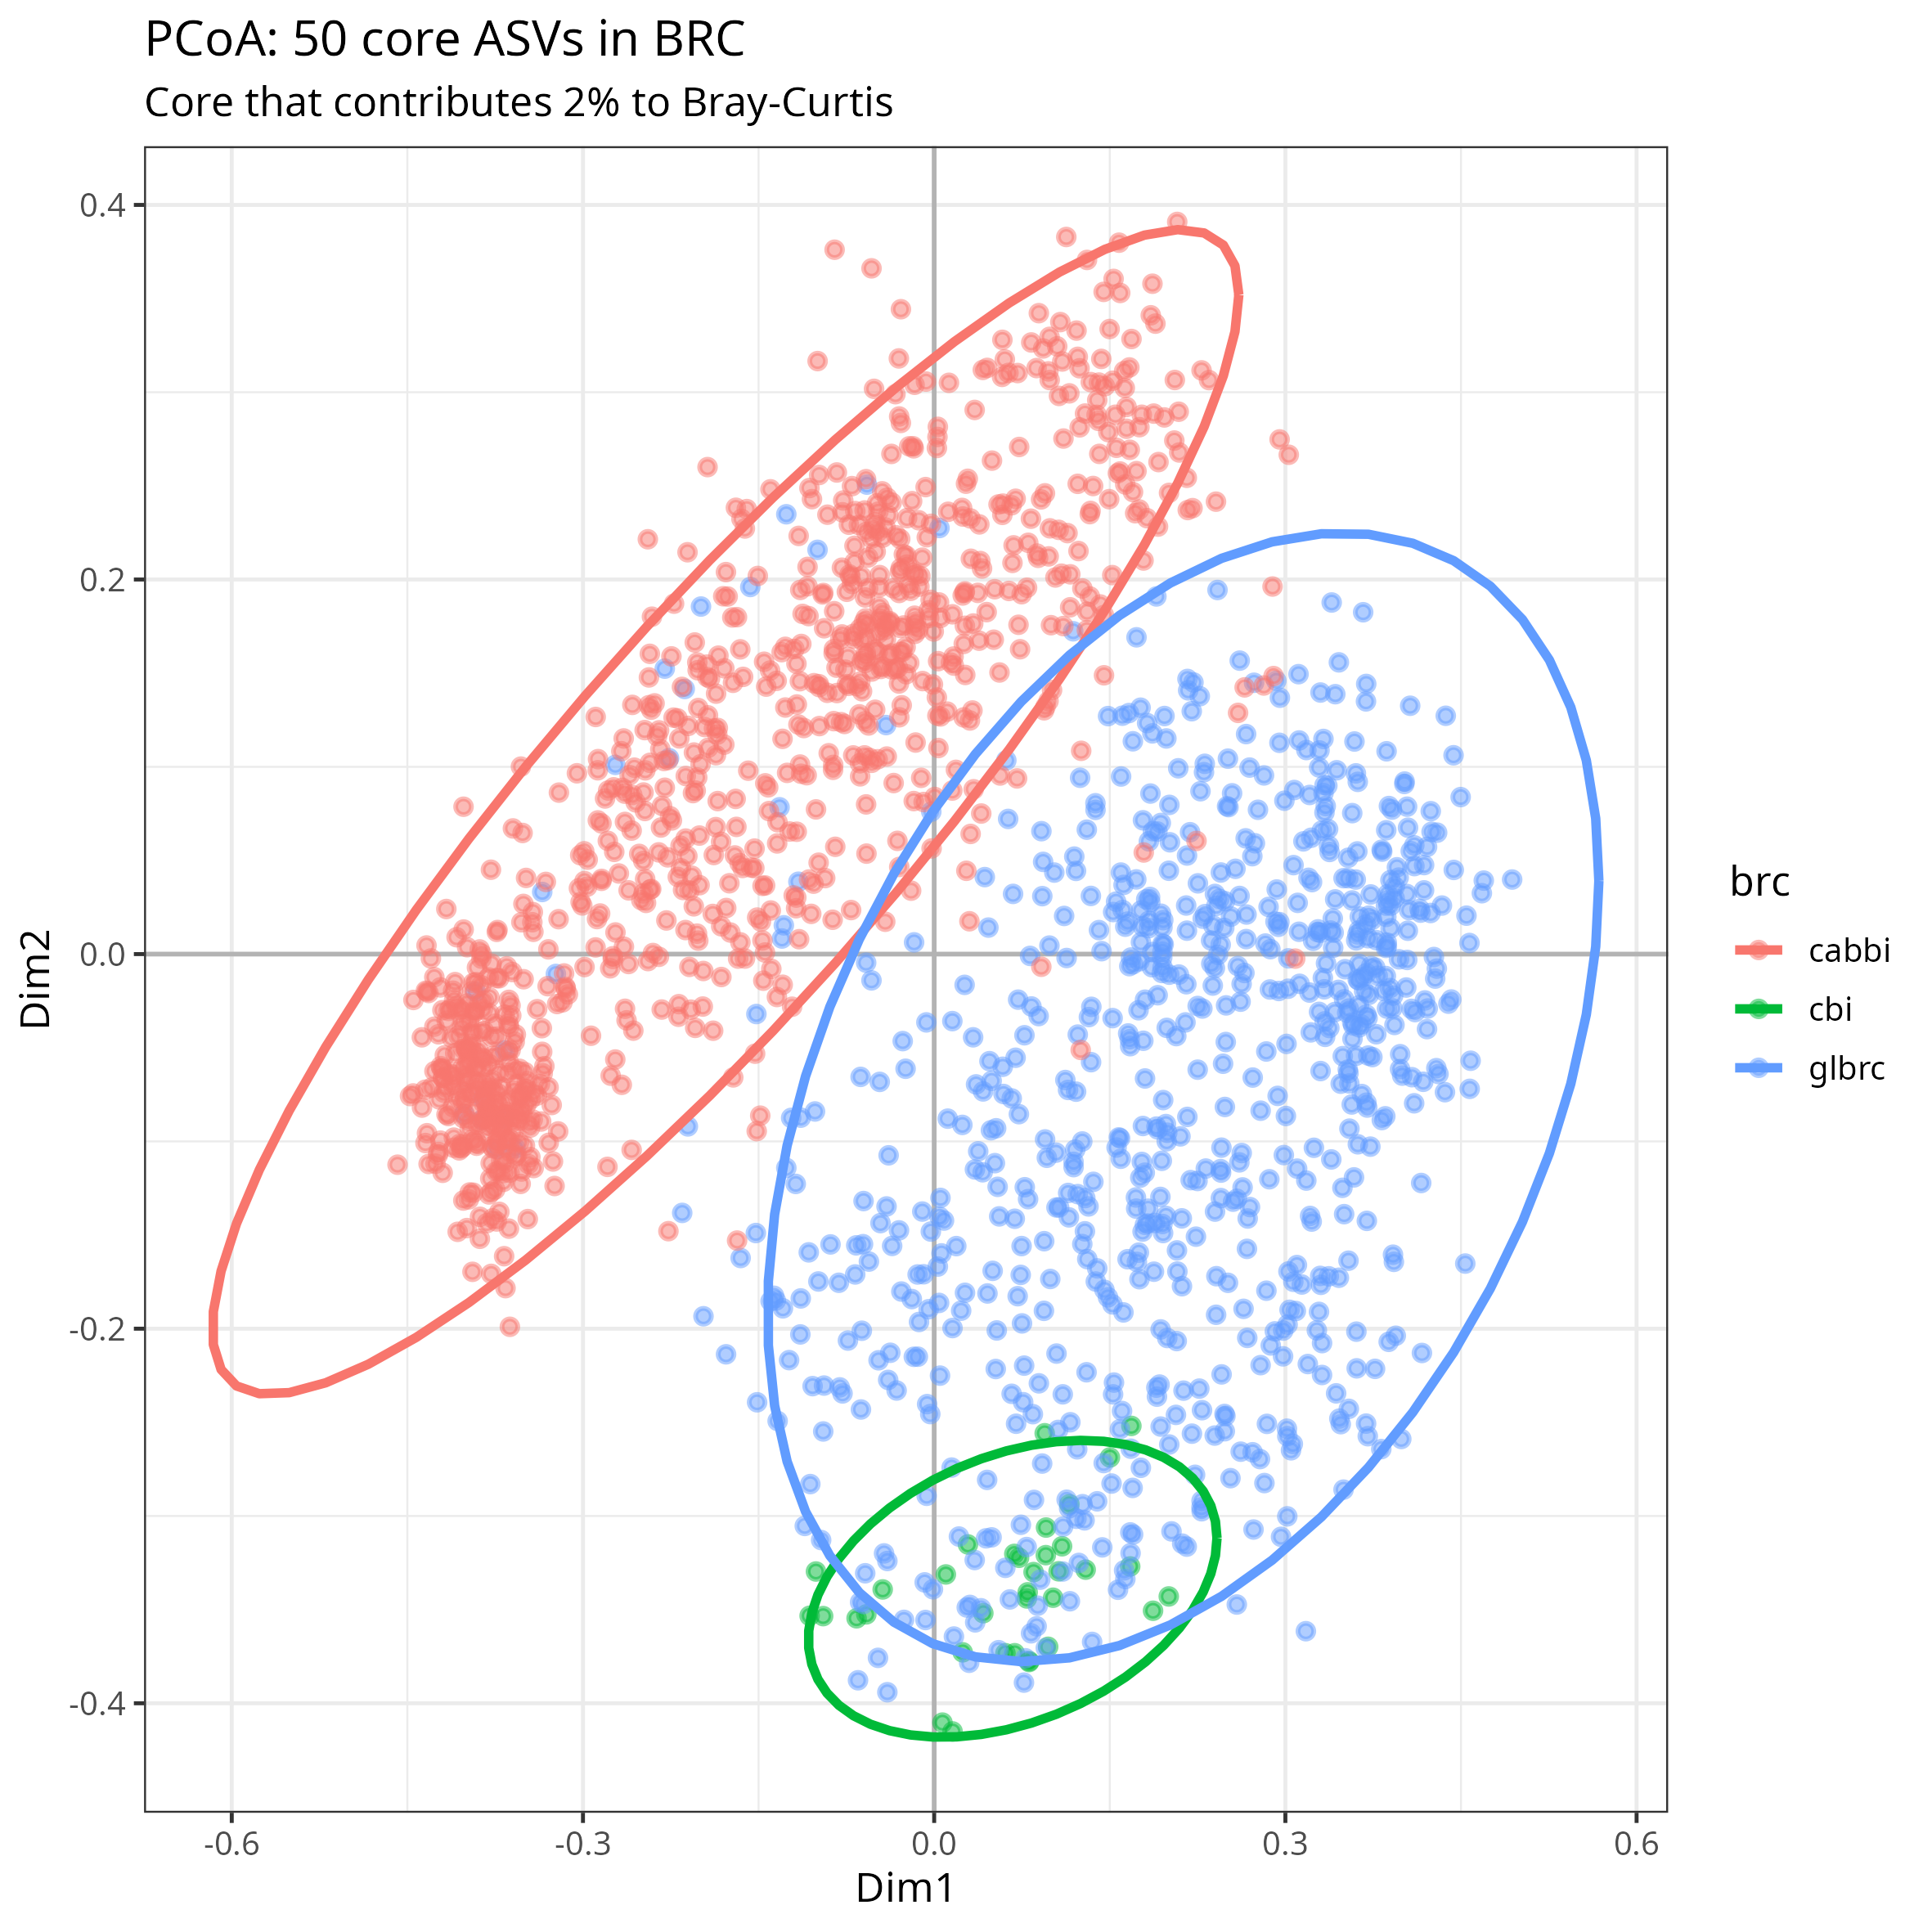 PCoA: 50 core ASVs in BRC
Core that contributes 2% to Bray-Curtis
0.4
0.2
0.0
-0.2
-0.4
Dim2
-0.6
-0.3
0.0
0.3
0.6
Dim1
brc
cabbi
cbi
glbrc